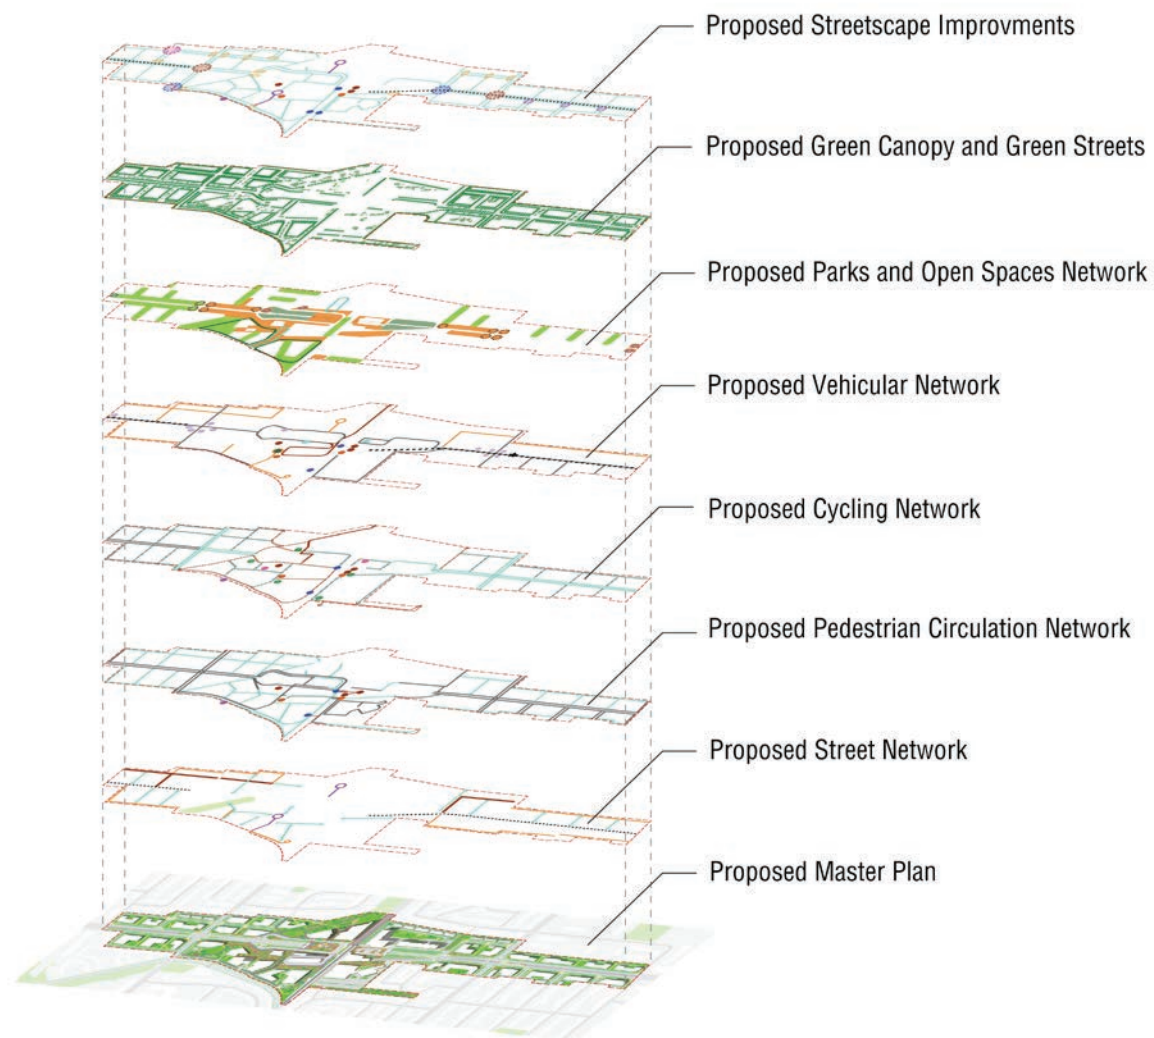 Proposed Streetscape Improvments
Proposed Green Canopy and Green Streets
Proposed Parks and Open Spaces Network
Proposed Vehicular Network
Proposed Cycling Network
Proposed Pedestrian Circulation Network
Proposed Street Network
Proposed Master Plan